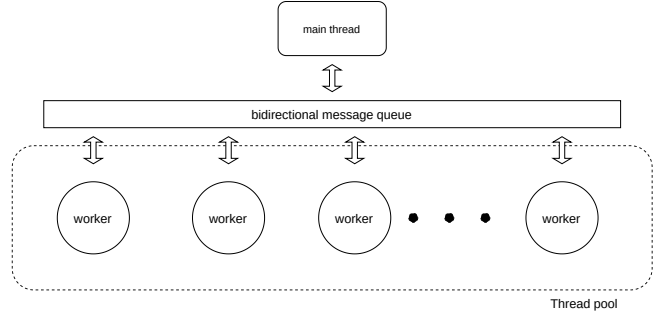 main thread
bidirectional message queue
worker
worker
worker
worker
Thread pool